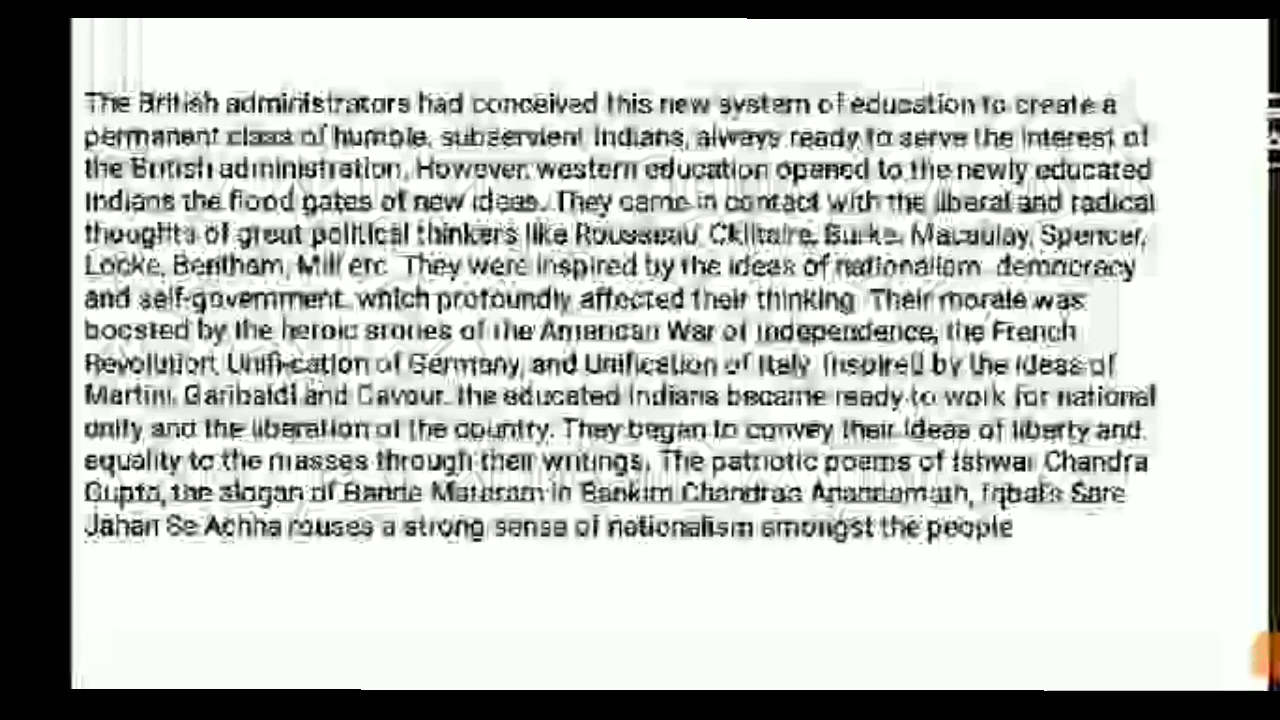 The British administrators had conceived this new system of education to create a
permanent class of humble, subservient Indians, always ready to serve the interest of
the British administration. However, western education opened to the newly educated
Indians the flood gates of new ideas. They came in contact with the liberal and radical
thoughts of great political thinkers like Rousseau, Burke, Macaulay, Spencer,
Locke, Bentham, Mill etc. They were inspired by the ideas of nationalism, democracy
and self-government, which profoundly affected their thinking. Their morale was
boosted by the heroic stories of the American War of Independence, the French
Revolution, Unifi-cation of Germany, and Unification of Italy. Inspired by the ideas of
Martini, Garibaldi and Cavour, the educated Indians became ready to work for national
unity and the liberation of the country. They began to convey their ideas of liberty and
equality to the masses through their writings. The patriotic poems of Ishwar Chandra
Gupta, the slogan of Bande Mataram in Bankim Chandra's Anandamath, Iqbal's Sare
Jahan Se Achha rouses a strong sense of nationalism amongst the people